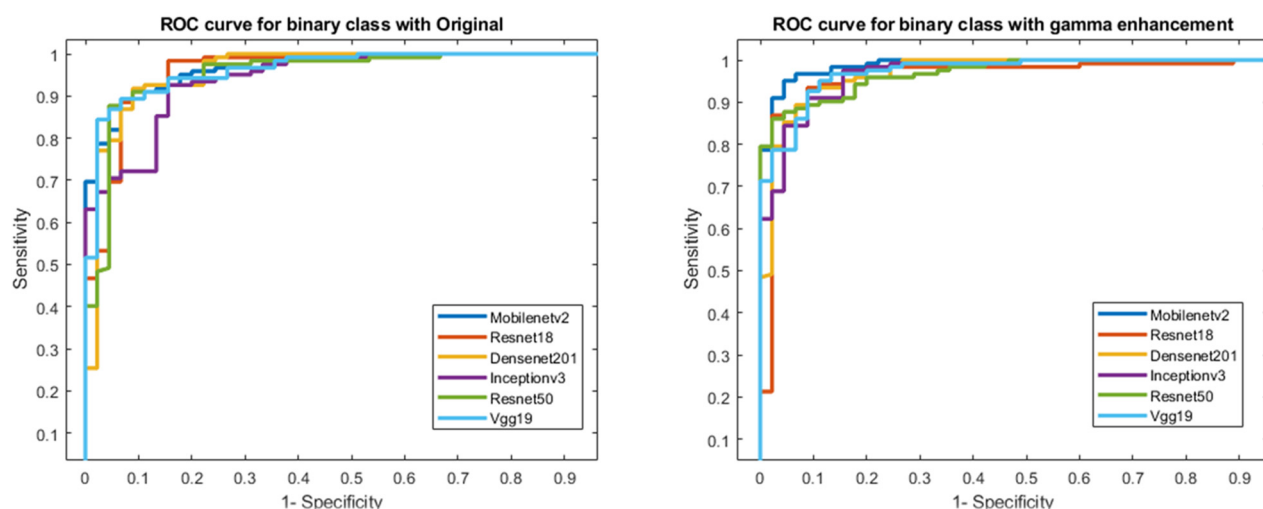 ROC curve for binary class with Original
1
0.9
0.8
0.7
0.6
0.5
0.4
0.3
0.2
0.1
Sensitivity
0 0.1 0.2 0.3 0.4 0.5 0.6 0.7 0.8 0.9
1- Specificity
Mobilenetv2
Resnet18
Densenet201
Inceptionv3
Resnet50
Vgg19
ROC curve for binary class with gamma enhancement
1
0.9
0.8
0.7
0.6
0.5
0.4
0.3
0.2
0.1
Sensitivity
0 0.1 0.2 0.3 0.4 0.5 0.6 0.7 0.8 0.9
1- Specificity
Mobilenetv2
Resnet18
Densenet201
Inceptionv3
Resnet50
Vgg19